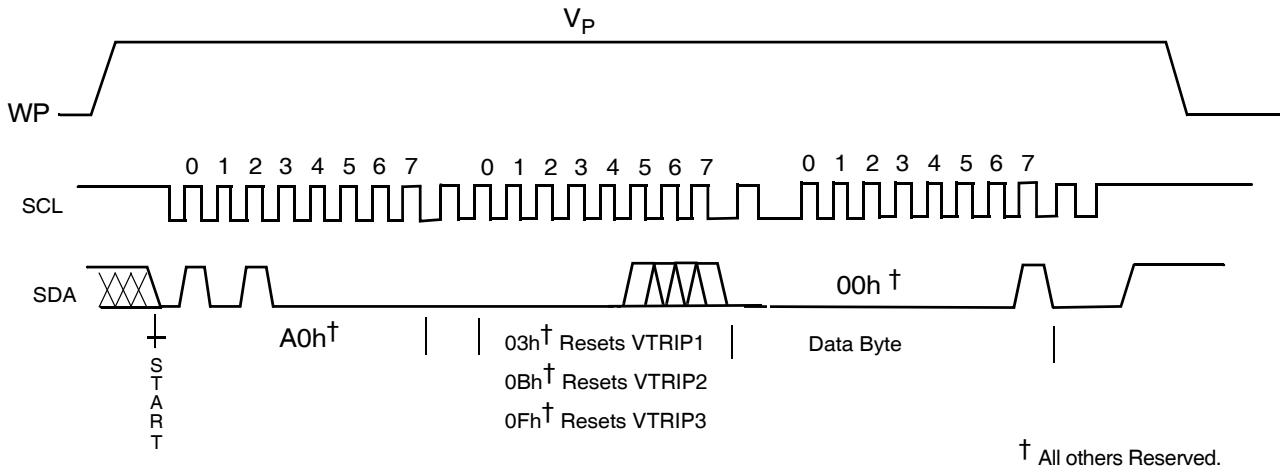 VP
WP
0 1 2 3 4 5 6 7 0 1 2 3 4 5 6 7 0 1 2 3 4 5 6 7
SCL
SDA
00h †
A0h†
03h† Resets VTRIP1
Data Byte
0Bh† Resets VTRIP2
0Fh† Resets VTRIP3
START
† All others Reserved.